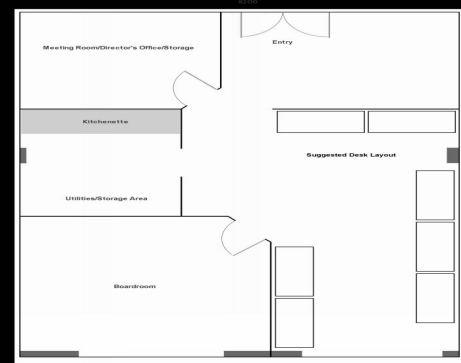 Entry
Meeting Room/Director's Office/Storage
Kitchenette
Suggested Desk Layout
Utilities/Storage Area
Boardroom